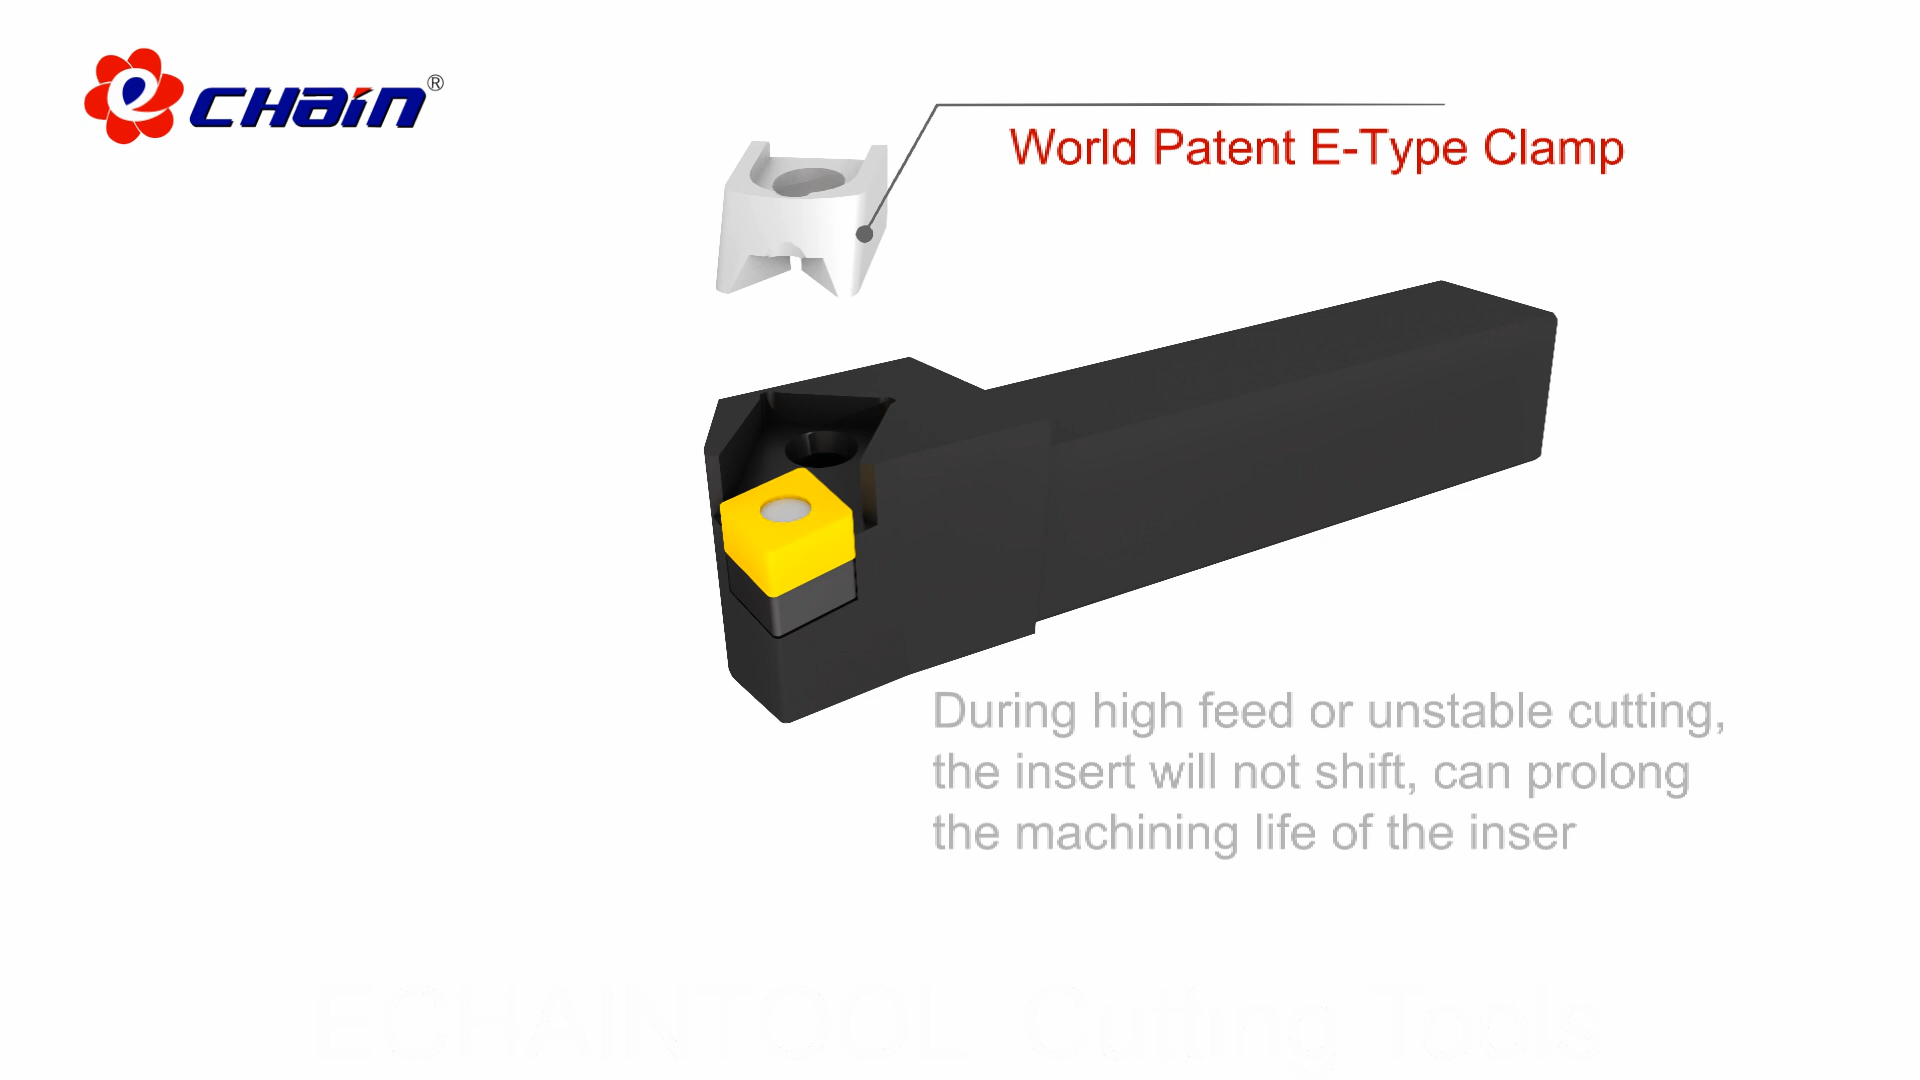 e CHain®
World Patent E-Type Clamp
During high feed or unstable cutting,
the insert will not shift, can prolong
the machining life of the inser
ECHAINTOOL Cutting Tools